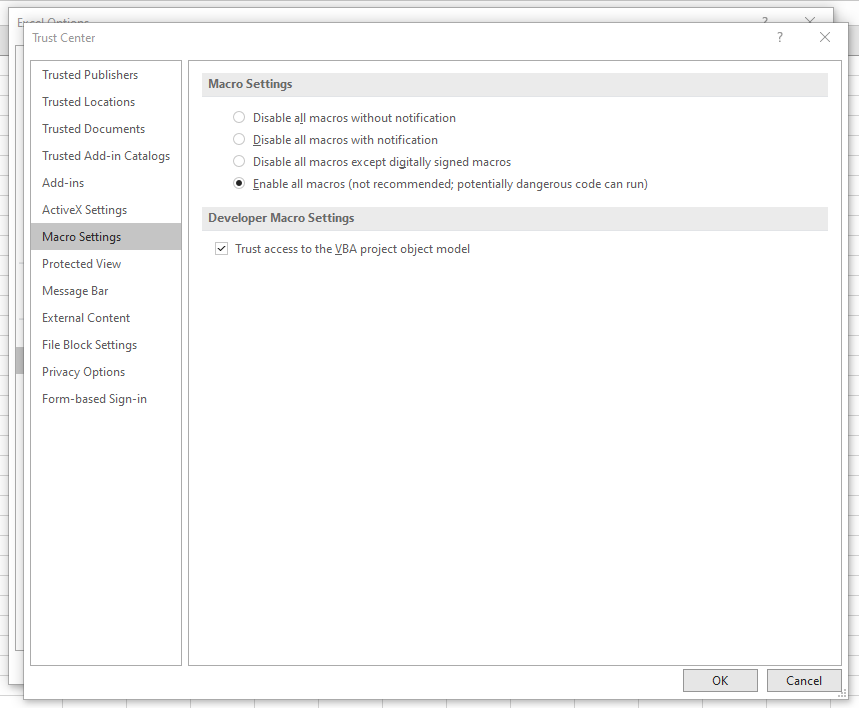 Excel Options
?
Trust Center
?
Trusted Publishers
Trusted Locations
Trusted Documents
Trusted Add-in Catalogs
Add-ins
ActiveX Settings
Macro Settings
Protected View
Message Bar
External Content
File Block Settings
Privacy Options
Form-based Sign-in
Macro Settings
Disable all macros without notification
Disable all macros with notification
Disable all macros except digitally signed macros
Enable all macros (not recommended; potentially dangerous code can run)
Developer Macro Settings
Trust access to the VBA project object model
OK
Cancel